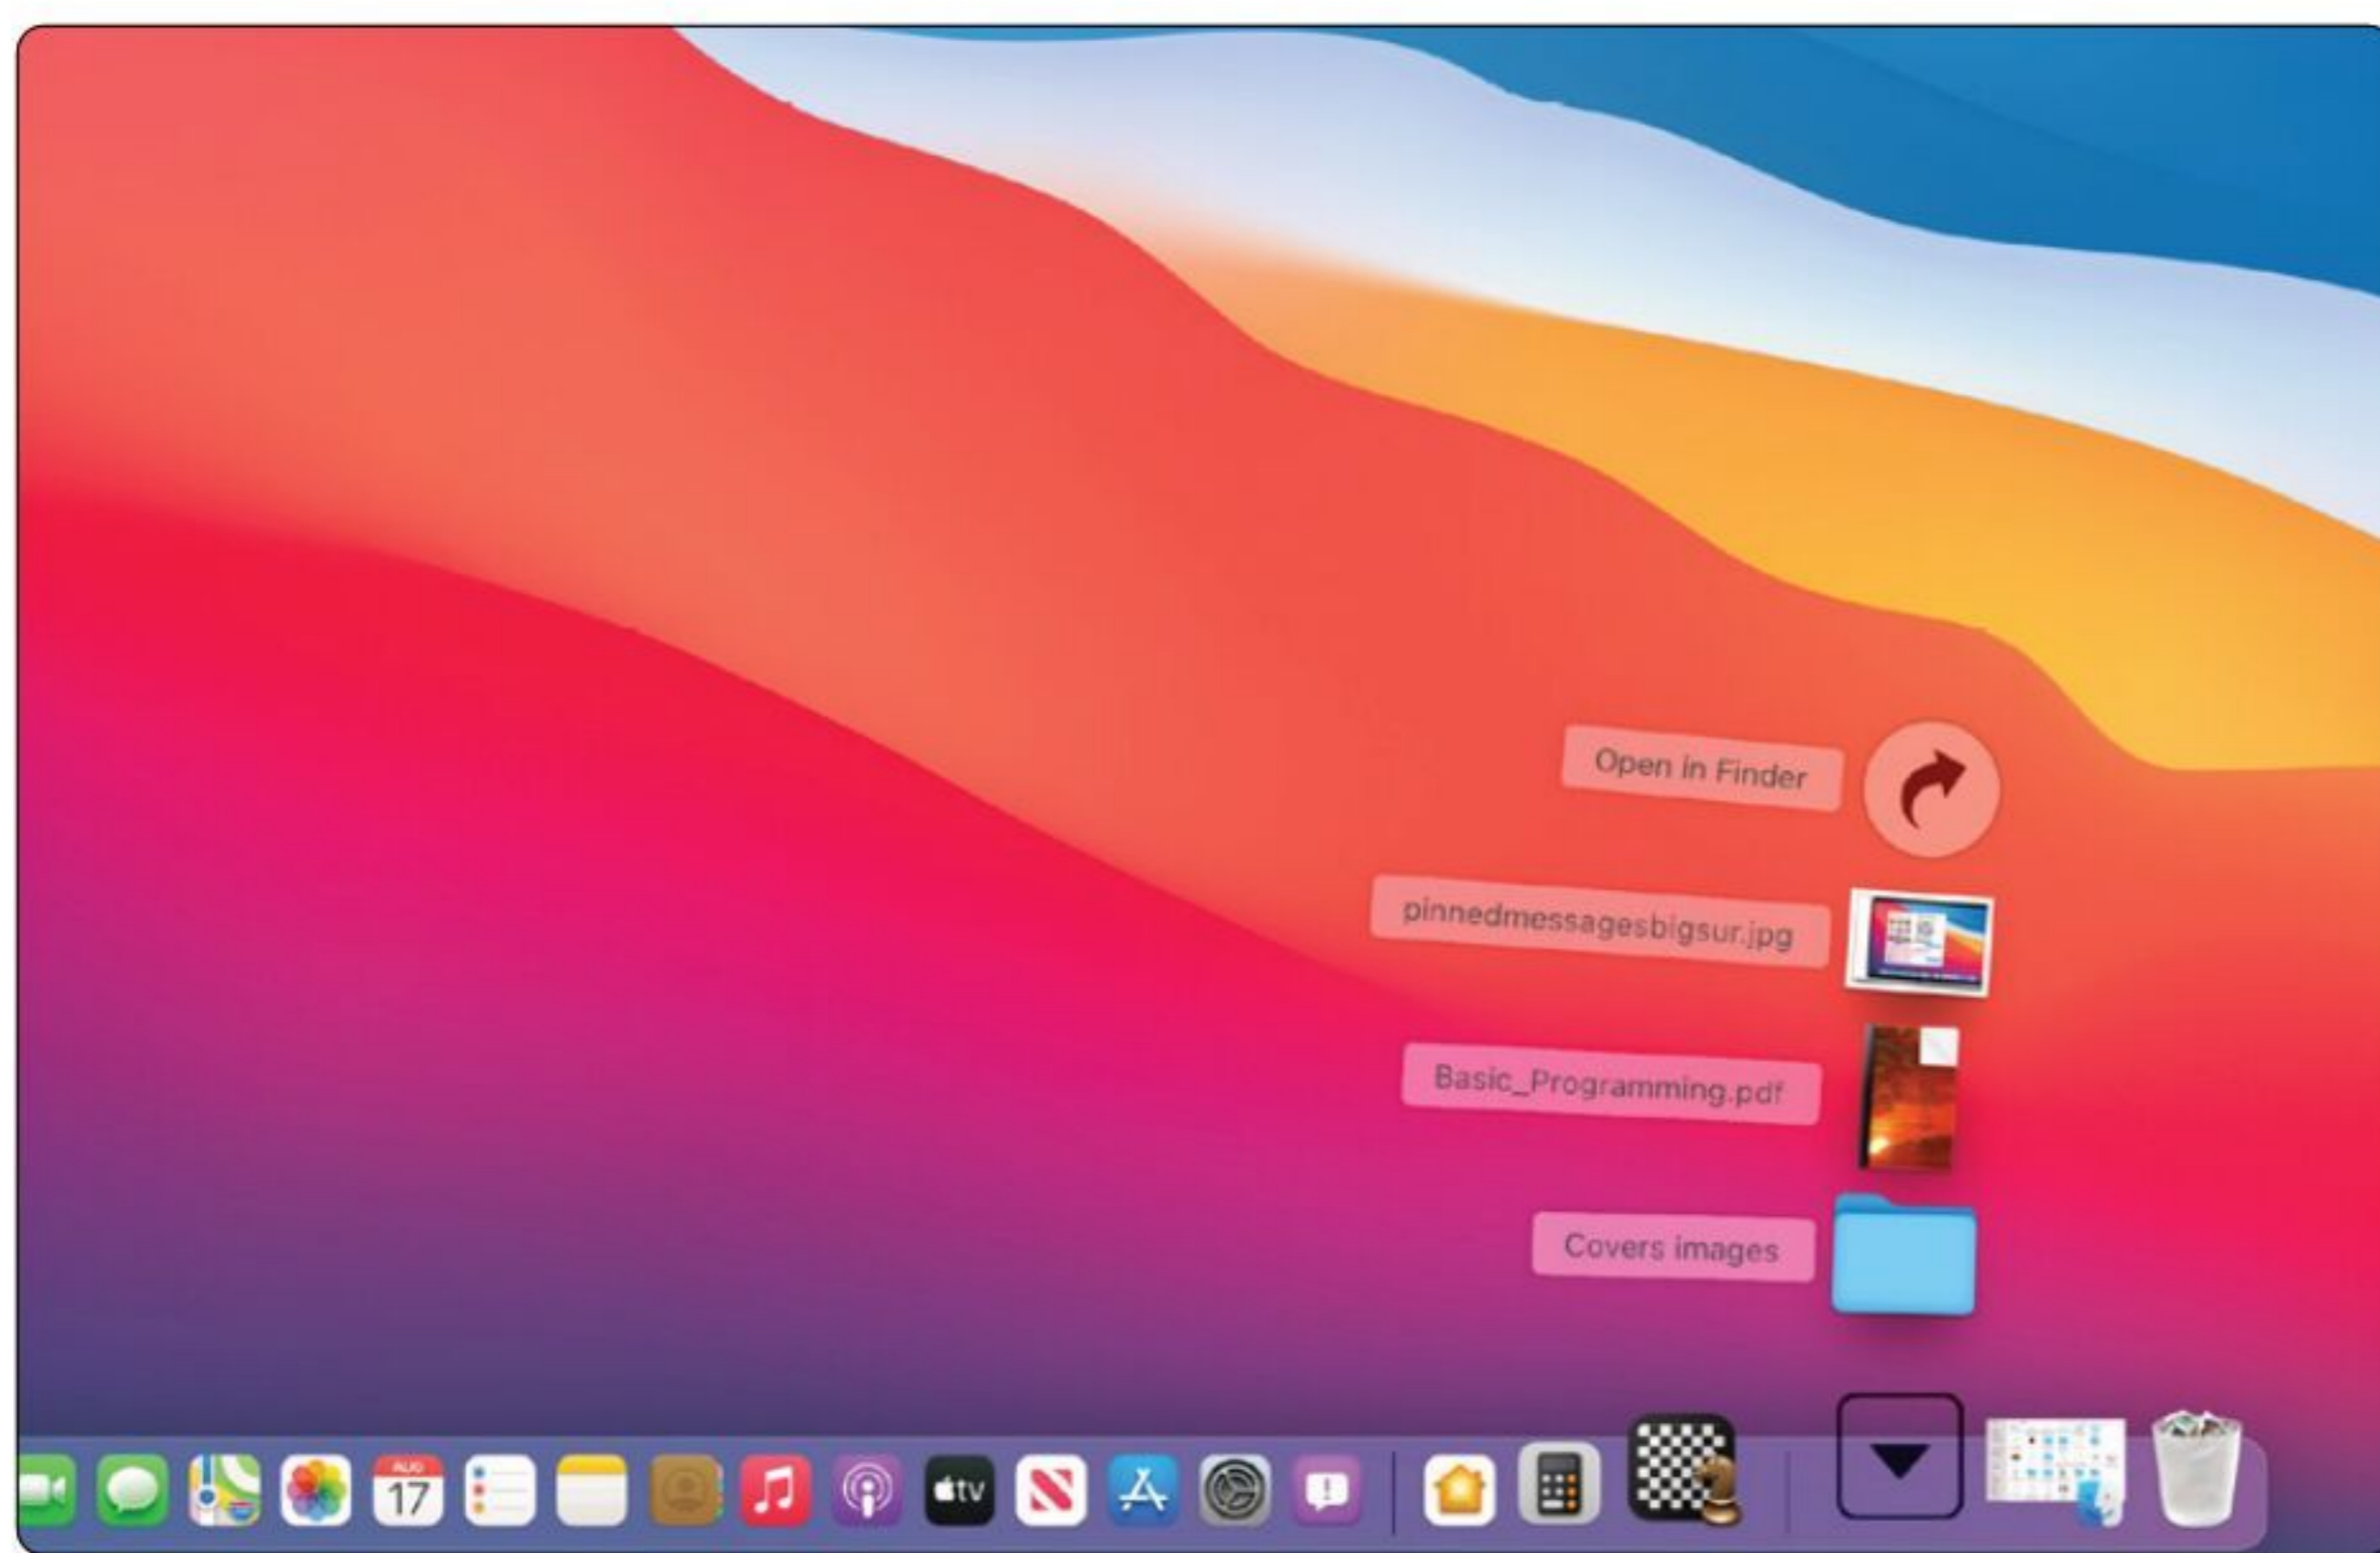 Open in Finder
pinnedmessagesbigsur.jpg
Basic_Programming.pdf
Covers images
AUG
17
tv